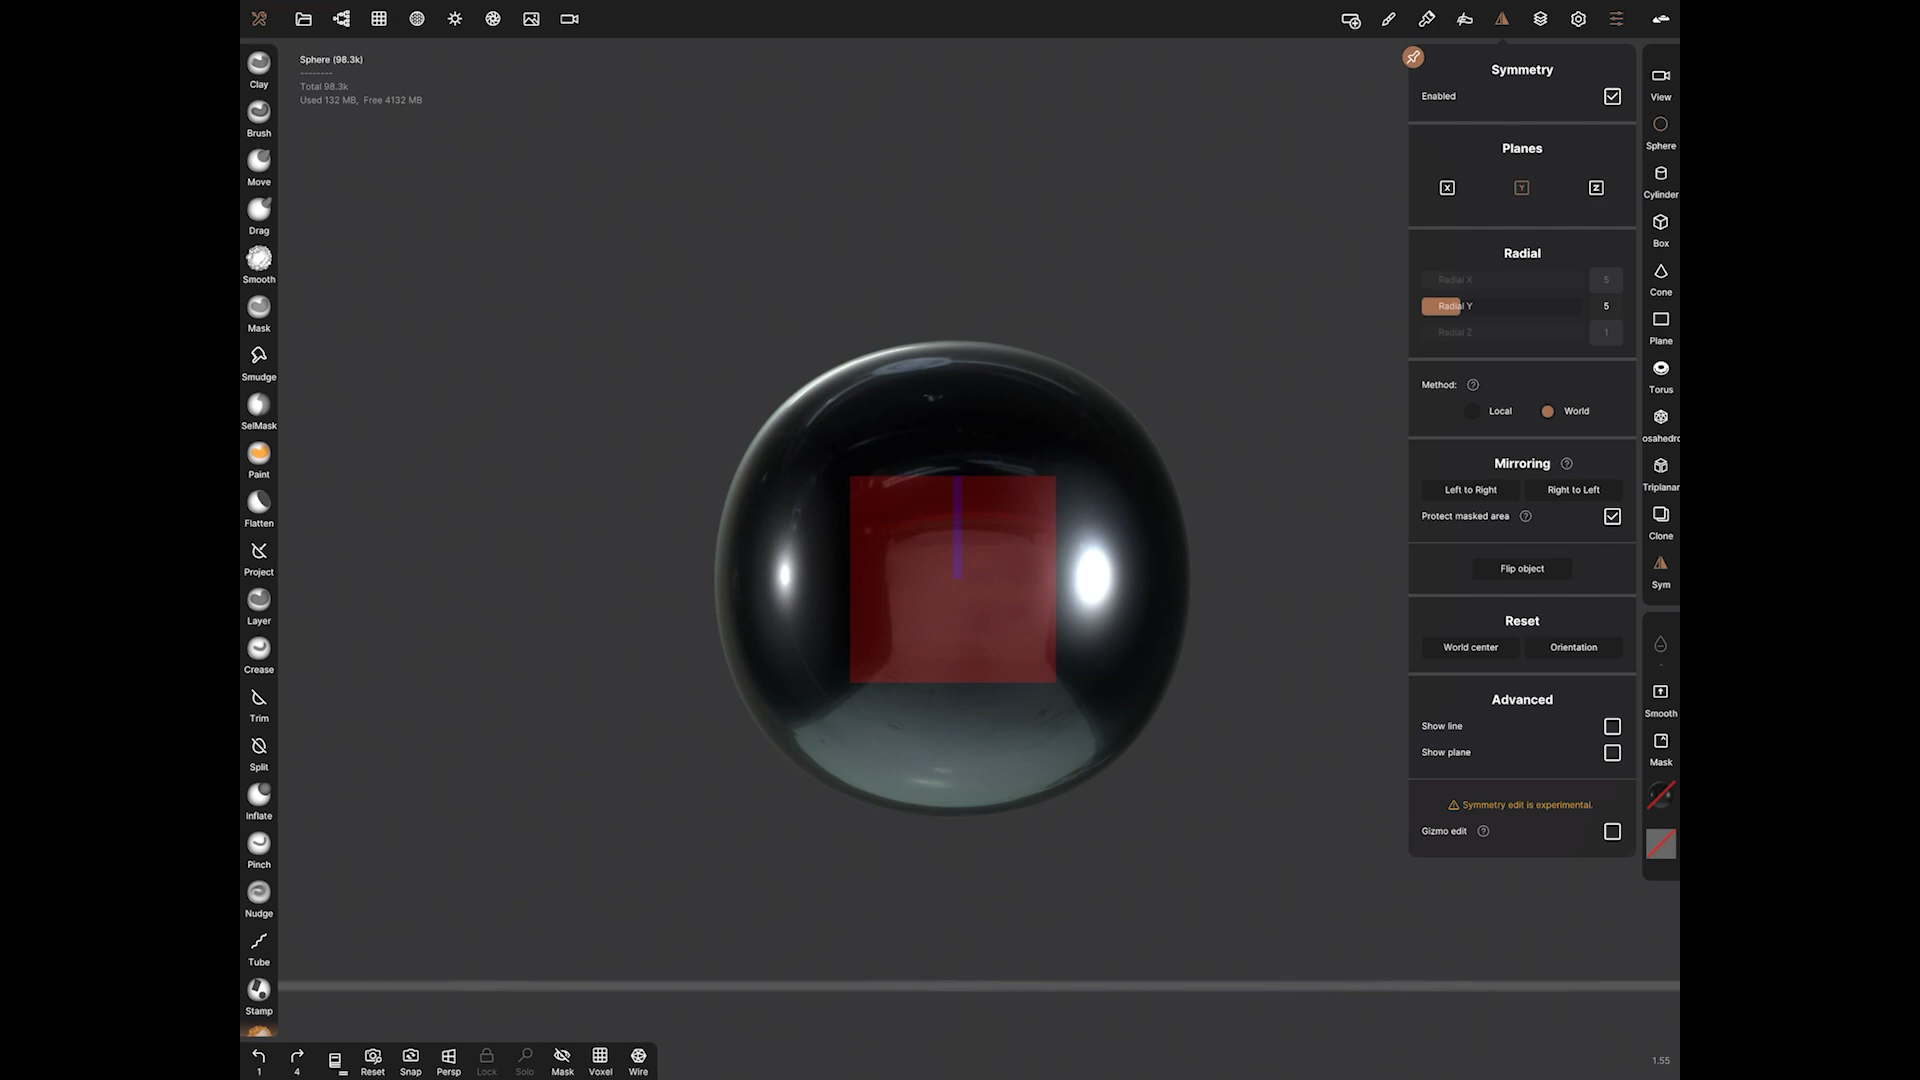 Sphere (98.3k)
--------
Total 98.3k
Used 132 MB, Free 4132 MB
Clay
Brush
Move
Drag
Smooth
Mask
Smudge
SelMask
Paint
Flatten
Project
Layer
Crease
Trim
Split
Inflate
Pinch
Nudge
Tube
Stamp
Symmetry
Enabled
Planes
X Y Z
Radial
Radial X 5
Radial Y 5
Radial Z 1
Method:
Local World
Mirroring
Left to Right Right to Left
Protect masked area
Flip object
Reset
World center Orientation
Advanced
Show line
Show plane
Symmetry edit is experimental.
Gizmo edit
View
Sphere
Cylinder
Box
Cone
Plane
Torus
osahedro
Triplanar
Clone
Sym
Smooth
Mask
1 4 Reset Snap Persp Lock Solo Mask Voxel Wire
1.55